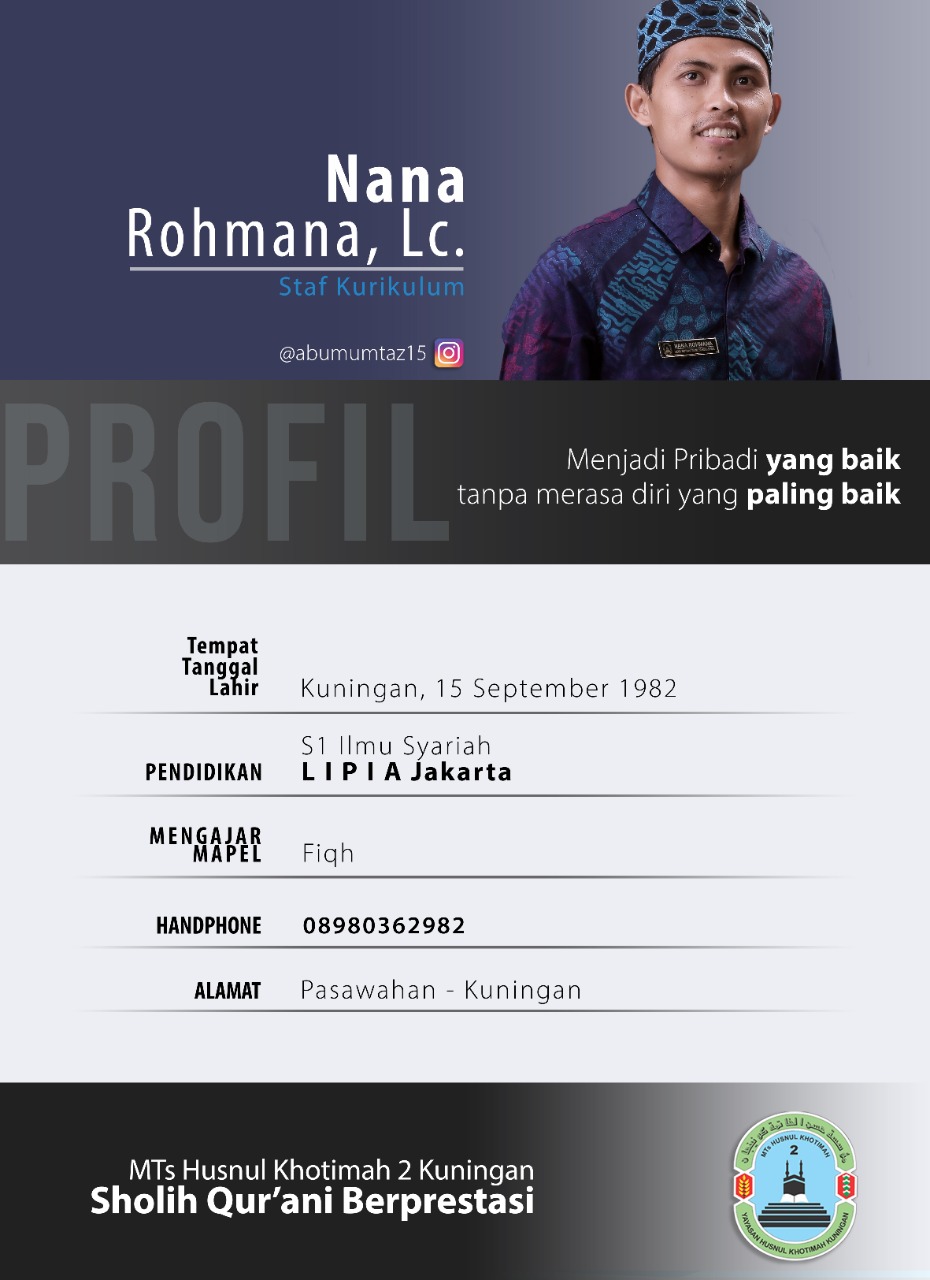 Nana
Rohmana, Lc.
Staf Kurikulum
@abumumtaz15
NANA ROHMANA
PROFIL
Menjadi Pribadi yang baik
tanpa merasa diri yang paling baik
Tempat
Tanggal
Lahir
Kuningan, 15 September 1982
S1 Ilmu Syariah
PENDIDIKAN
L I P I A Jakarta
MENGAJAR
MAPEL
Fiqh
HANDPHONE
08980362982
ALAMAT
Pasawahan - Kuningan
MTs Husnul Khotimah 2 Kuningan
Sholih Qur'ani Berprestasi
MTs HUSNUL KHOTIMAH
2
YAYASAN HUSNUL KHOTIMAH KUNINGAN